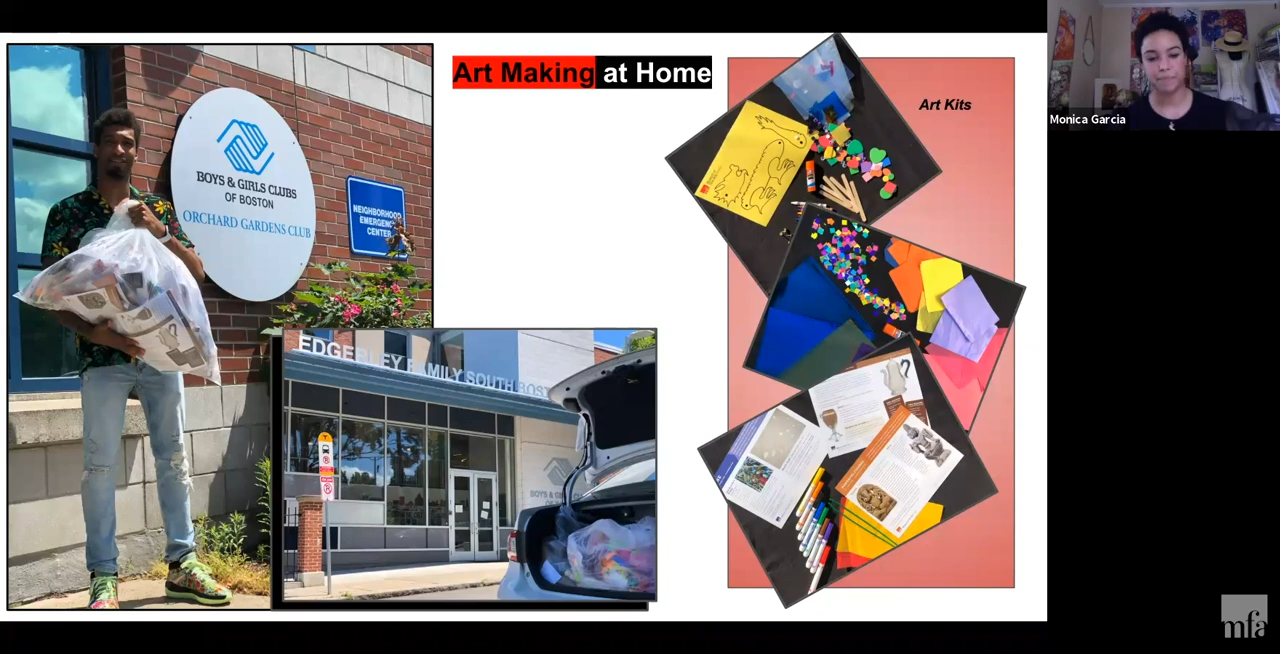 Art Making at Home
Art Kits
BOYS & GIRLS CLUBS
OF BOSTON
ORCHARD GARDENS CLUB
NEIGHBORHOOD
EMERGENCY
CENTER
EDGERLEY FAMILY SOUTH BOST
BOYS & GIRLS
Monica Garcia
mfa